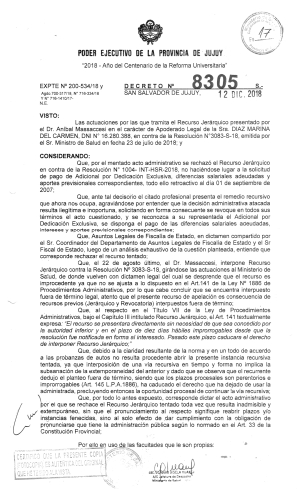 17
PODER EJECUTIVO DE LA PROVINCIA DE JUJUY
"2018 - Año del Centenario de la Reforma Universitaria"
EXPTE Nº 200-534/18 y
DECRETO Nº 8305 S.-
SAN SALVADOR DE JUJUY, 12 DIC. 2018
VISTO:
Las actuaciones por las que tramita el Recurso Jerárquico presentado por
el Dr. Aníbal Massaccesi en el carácter de Apoderado Legal de la Sra. DIAZ MARINA
DEL CARMEN, DNI Nº 16.280.388, en contra de la Resolución Nº3083-S-18, emitida por
el Sr. Ministro de Salud en fecha 23 de julio de 2018; y
CONSIDERANDO:
Que, por el mentado acto administrativo se rechazó el Recurso Jerárquico
en contra de la Resolución Nº 1004- INT-HSR-2018, no haciéndose lugar a la solicitud
de pago de Adicional por Dedicación Exclusiva, diferencias salariales adeudadas y
aportes previsionales correspondientes, todo ello retroactivo al día 01 de septiembre de
2007;
Que, ante tal decisorio el citado profesional presenta el remedio recursivo
que ahora nos ocupa, agraviándose por entender que la decisión administrativa atacada
resulta ilegítima e inoportuna, solicitando en forma consecuente se revoque en todos sus
términos el acto cuestionado, y se reconozca a su representada el Adicional por
Dedicación Exclusiva, se disponga el pago de las diferencias salariales adeudadas,
intereses y aportes previsionales correspondientes;
Que, Asuntos Legales de Fiscalía de Estado, en dictamen compartido por
el Sr. Coordinador del Departamento de Asuntos Legales de Fiscalía de Estado y el Sr
Fiscal de Estado, luego de un análisis exhaustivo de la cuestión planteada, entiende que
corresponde rechazar el recurso tentado;
Que, el 22 de agosto último, el Dr. Massaccesi, interpone Recurso
Jerárquico contra la Resolución Nº 3083-S-18, girándose las actuaciones al Ministerio de
Salud, de donde vuelven con dictamen legal del cual se desprende que el recurso es
improcedente ya que no se ajusta a lo dispuesto en el Art.141 de la Ley Nº 1886 de
Procedimientos Administrativos, por lo que cabe concluir que se encuentra interpuesto
fuera de término legal, atento que el presente recurso de apelación es consecuencia de
recursos previos (Jerárquico y Revocatoria) interpuestos fuera de término;
Que, al respecto en el Título VII de la Ley de Procedimientos
Administrativos, bajo el Capítulo III intitulado Recurso Jerárquico, el Art. 141 textualmente
expresa: "El recurso se presentará directamente sin necesidad de que sea concedido por
la autoridad inferior y en el plazo de diez días hábiles improrrogables desde que la
resolución fue notificada en forma al interesado. Pasado este plazo caducará el derecho
de interponer Recurso Jerárquico;"
Que, debido a la claridad resultante de la norma y en un todo de acuerdo
a las probanzas de autos no resulta procedente abrir la presente instancia recursiva
tentada, ya que interposición de una vía recursiva en tiempo y forma no implica la
subsanación de la extemporaneidad del anterior y dado que se observa que el recurrente
dedujo el planteo fuera de término, siendo que los plazos procesales son perentorios e
improrrogables (Art. 145 L.P.A.1886), ha caducado el derecho que ha dejado de usar la
administrada, precluyendo entonces la oportunidad procesal de continuar la vía recursiva;
Que, por todo lo antes expuesto, corresponde dictar el acto administrativo
por el que se rechace el Recurso Jerárquico tentado toda vez que resulta inadmisible y
extemporáneo, sin que el pronunciamiento al respecto signifique reabrir plazos y/o
instancias fenecidas, sino al solo efecto de dar cumplimiento con la obligación de
pronunciarse que tiene la administración pública según lo normado en el Art. 33 de la
Constitución Provincial.
Por ello en uso de las facultades que le son propias;